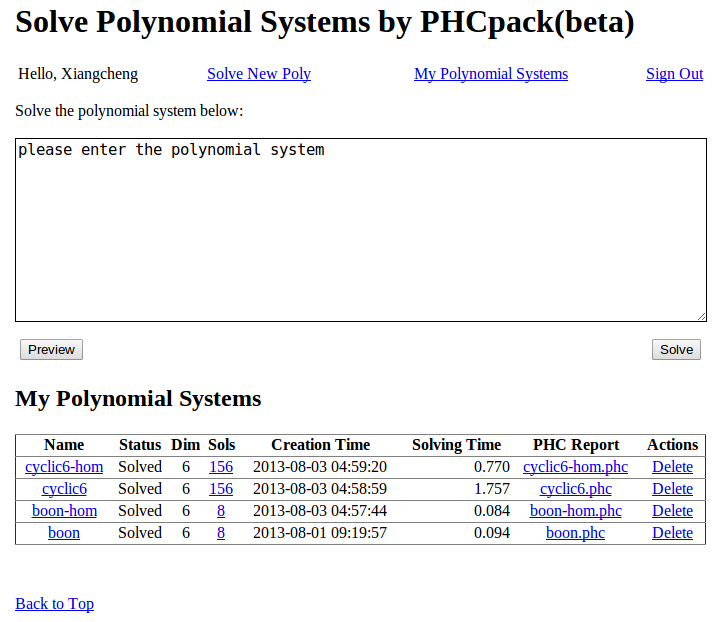 Solve Polynomial Systems by PHCpack(beta)
Hello, Xiangcheng Solve New Poly My Polynomial Systems Sign Out
Solve the polynomial system below:
please enter the polynomial system
Preview Solve
My Polynomial Systems
Name Status Dim Sols Creation Time Solving Time PHC Report Actions
cyclic6-hom Solved 6 156 2013-08-03 04:59:20 0.770 cyclic6-hom.phc Delete
cyclic6 Solved 6 156 2013-08-03 04:58:59 1.757 cyclic6.phc Delete
boon-hom Solved 6 8 2013-08-03 04:57:44 0.084 boon-hom.phc Delete
boon Solved 6 8 2013-08-01 09:19:57 0.094 boon.phc Delete
Back to Top